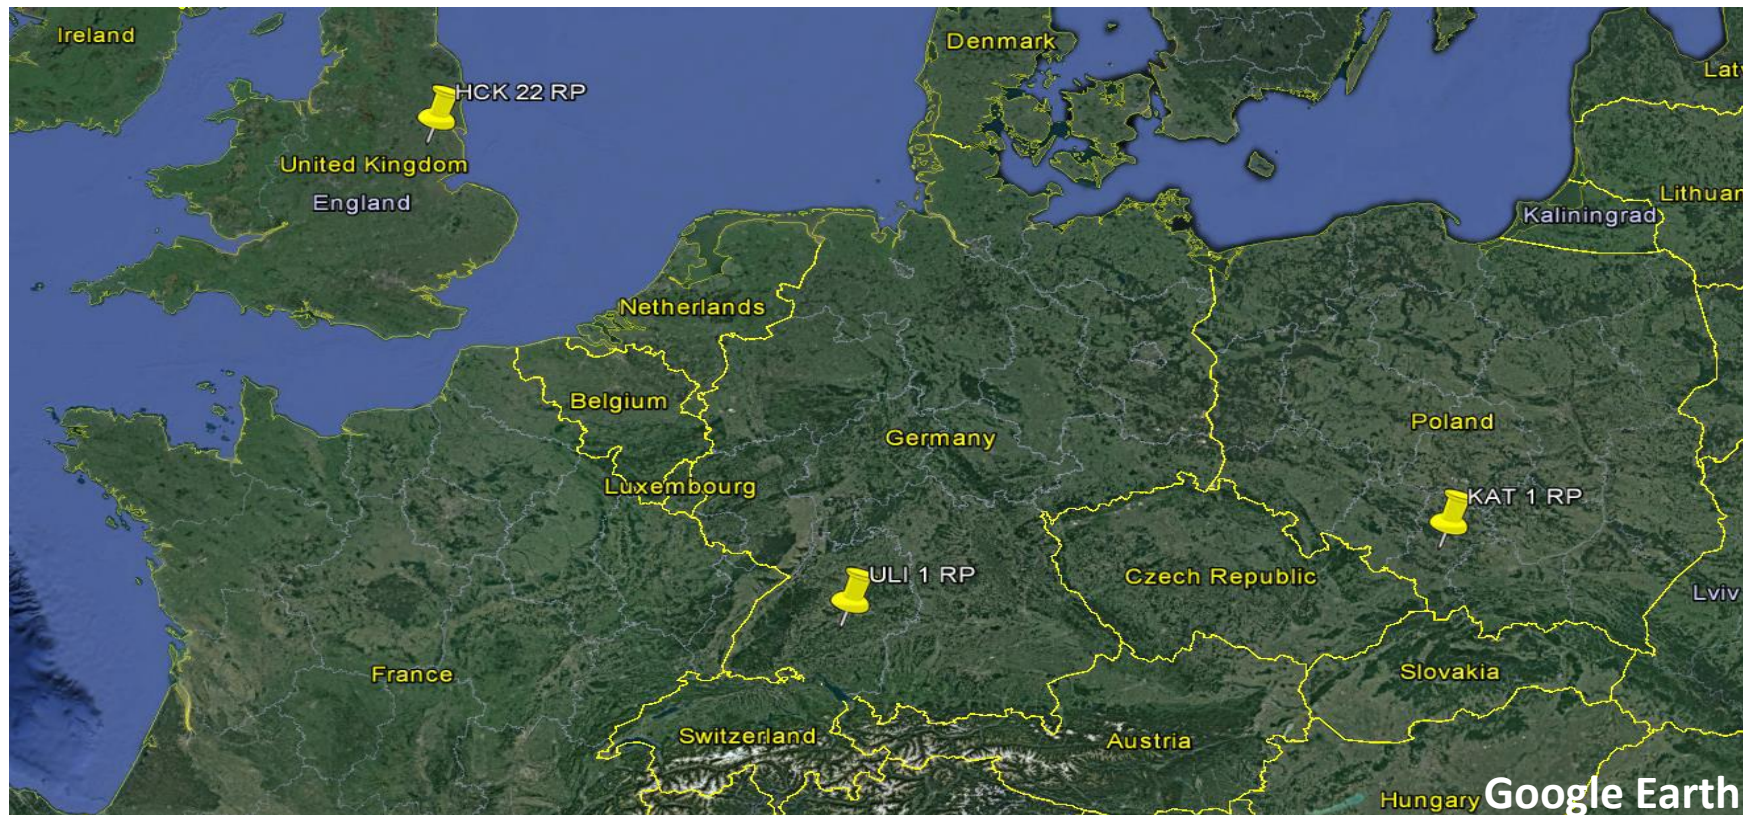 Ireland
Denmark
Latv
HCK 22 RP
United Kingdom
England
Lithuan
Kaliningrad
Netherlands
Belgium
Poland
Germany
Luxembourg
KAT 1 RP
ULI 1 RP
Czech Republic
Lviv
France
Slovakia
Switzerland
Austria
Hungary
Google Earth